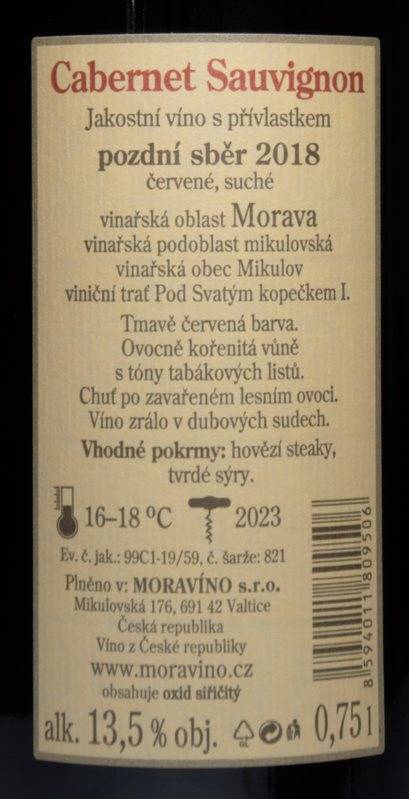 Cabernet Sauvignon
Jakostní víno s přívlastkem
pozdní sběr 2018
červené, suché
vinařská oblast Morava
vinařská podoblast mikulovská
vinařská obec Mikulov
viniční trať Pod Svatým kopečkem I.
Tmavě červená barva.
Ovocně kořenitá vůně
s tóny tabákových listů.
Chuť po zavařeném lesním ovoci.
Víno zrálo v dubových sudech.
Vhodné pokrmy: hovězí steaky,
tvrdé sýry.
16–18 ºC 2023
Ev. č. jak.: 99C1-19/59, č. šarže: 821
Plněno v: MORAVÍNO s.r.o.
Mikulovská 176, 691 42 Valtice
Česká republika
Víno z České republiky
www.moravino.cz
obsahuje oxid siřičitý
8594011809506
alk. 13,5 % obj. 0,75 l